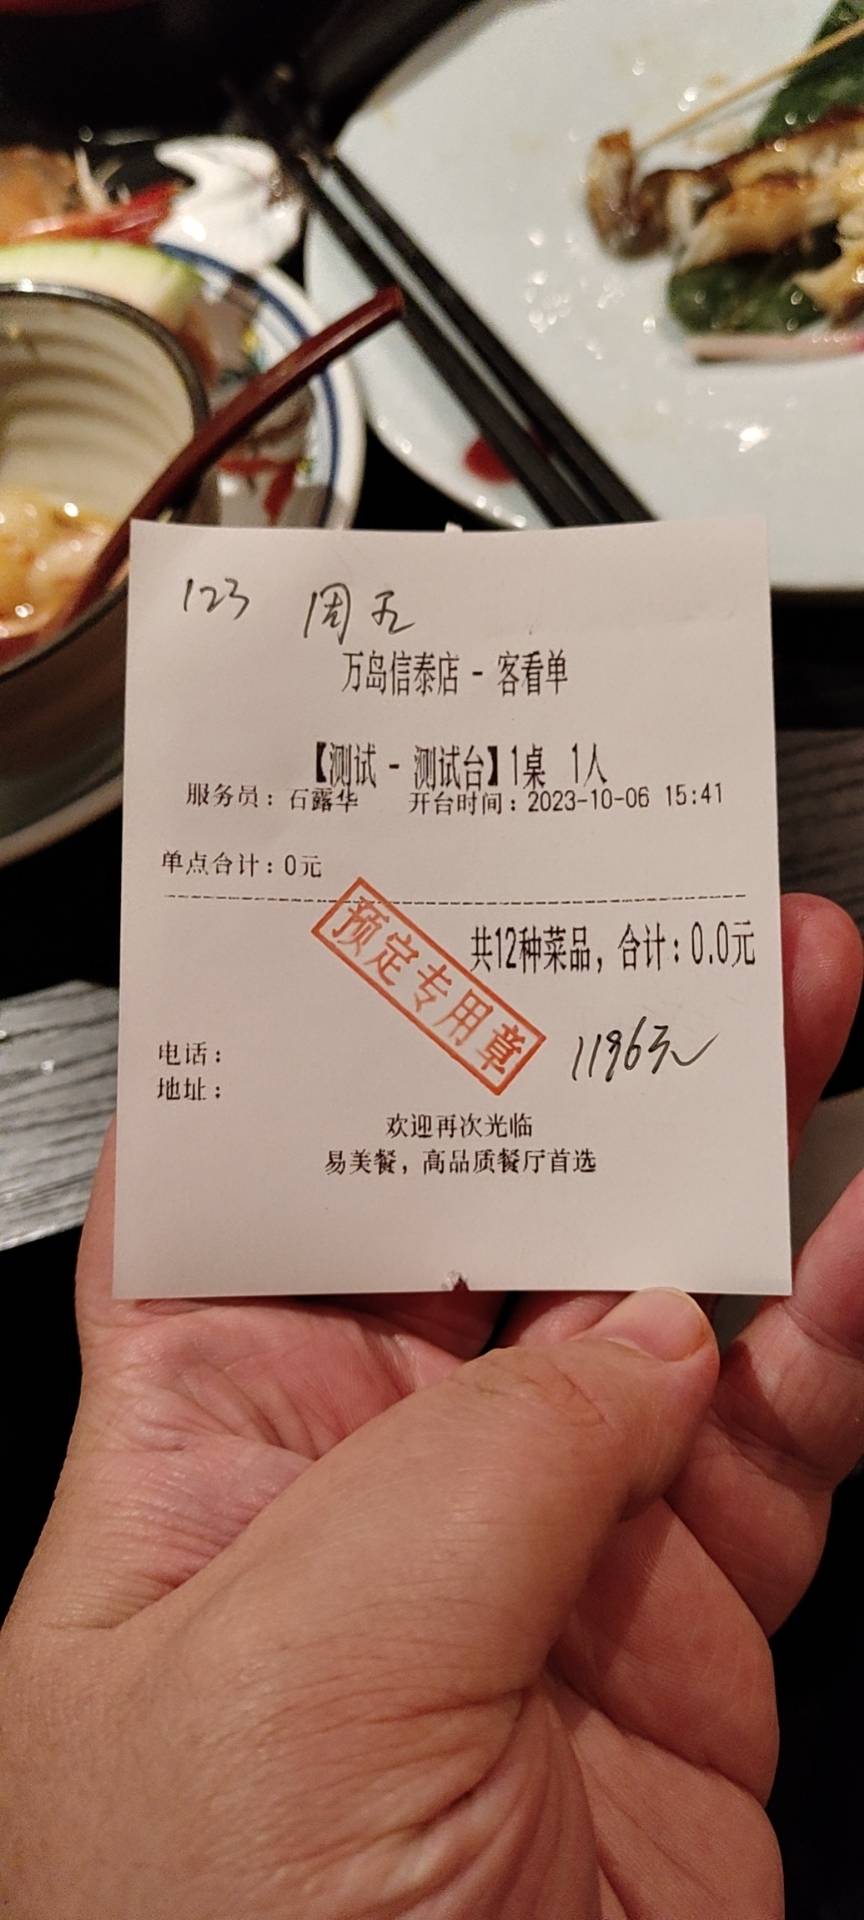 123 周五
万岛信泰店 - 客看单
【测试 - 测试台】1桌 1人
服务员：石露华 开台时间：2023-10-06 15:41
单点合计：0元
共12种菜品，合计：0.0元
预定专用章
1196元
电话：
地址：
欢迎再次光临
易美餐，高品质餐厅首选